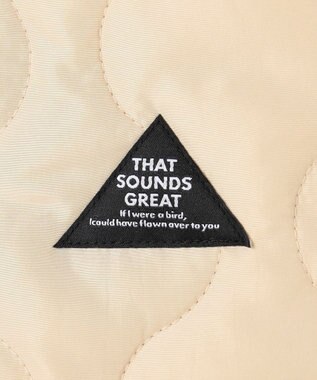 THAT
SOUNDS
GREAT
If I were a bird,
I could have flown over to you